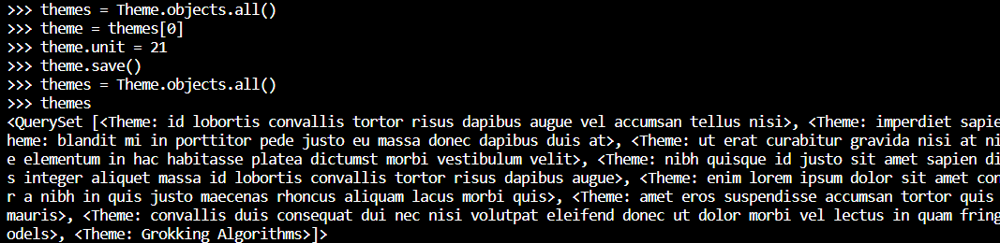 >>> themes = Theme.objects.all()
>>> theme = themes[0]
>>> theme.unit = 21
>>> theme.save()
>>> themes = Theme.objects.all()
>>> themes
<QuerySet [<Theme: id lobortis convallis tortor risus dapibus augue vel accumsan tellus nisi>, <Theme: imperdiet sapie
heme: blandit mi in porttitor pede justo eu massa donec dapibus duis at>, <Theme: ut erat curabitur gravida nisi at ni
e elementum in hac habitasse platea dictumst morbi vestibulum velit>, <Theme: nibh quisque id justo sit amet sapien di
s integer aliquet massa id lobortis convallis tortor risus dapibus augue>, <Theme: enim lorem ipsum dolor sit amet con
r a nibh in quis justo maecenas rhoncus aliquam lacus morbi quis>, <Theme: amet eros suspendisse accumsan tortor quis
mauris>, <Theme: convallis duis consequat dui nec nisi volutpat eleifend donec ut dolor morbi vel lectus in quam fring
odels>, <Theme: Grokking Algorithms>]>